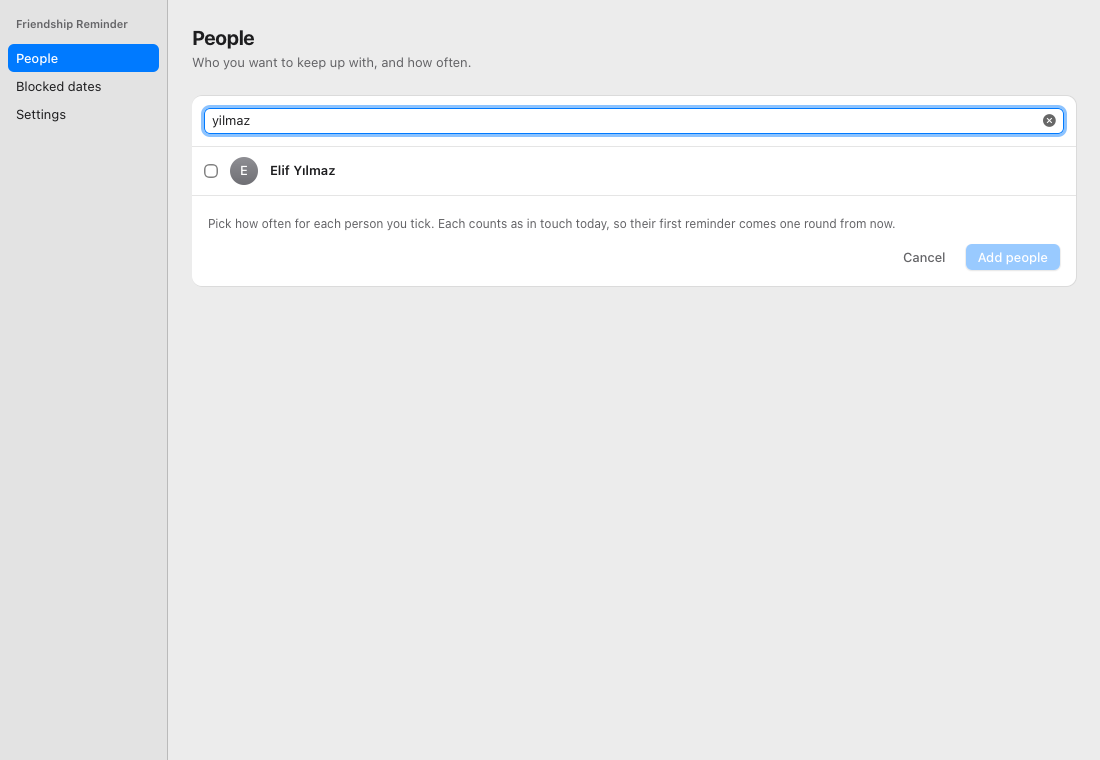 Friendship Reminder
People
Blocked dates
Settings
People
Who you want to keep up with, and how often.
yilmaz
E
Elif Yılmaz
Pick how often for each person you tick. Each counts as in touch today, so their first reminder comes one round from now.
Cancel
Add people